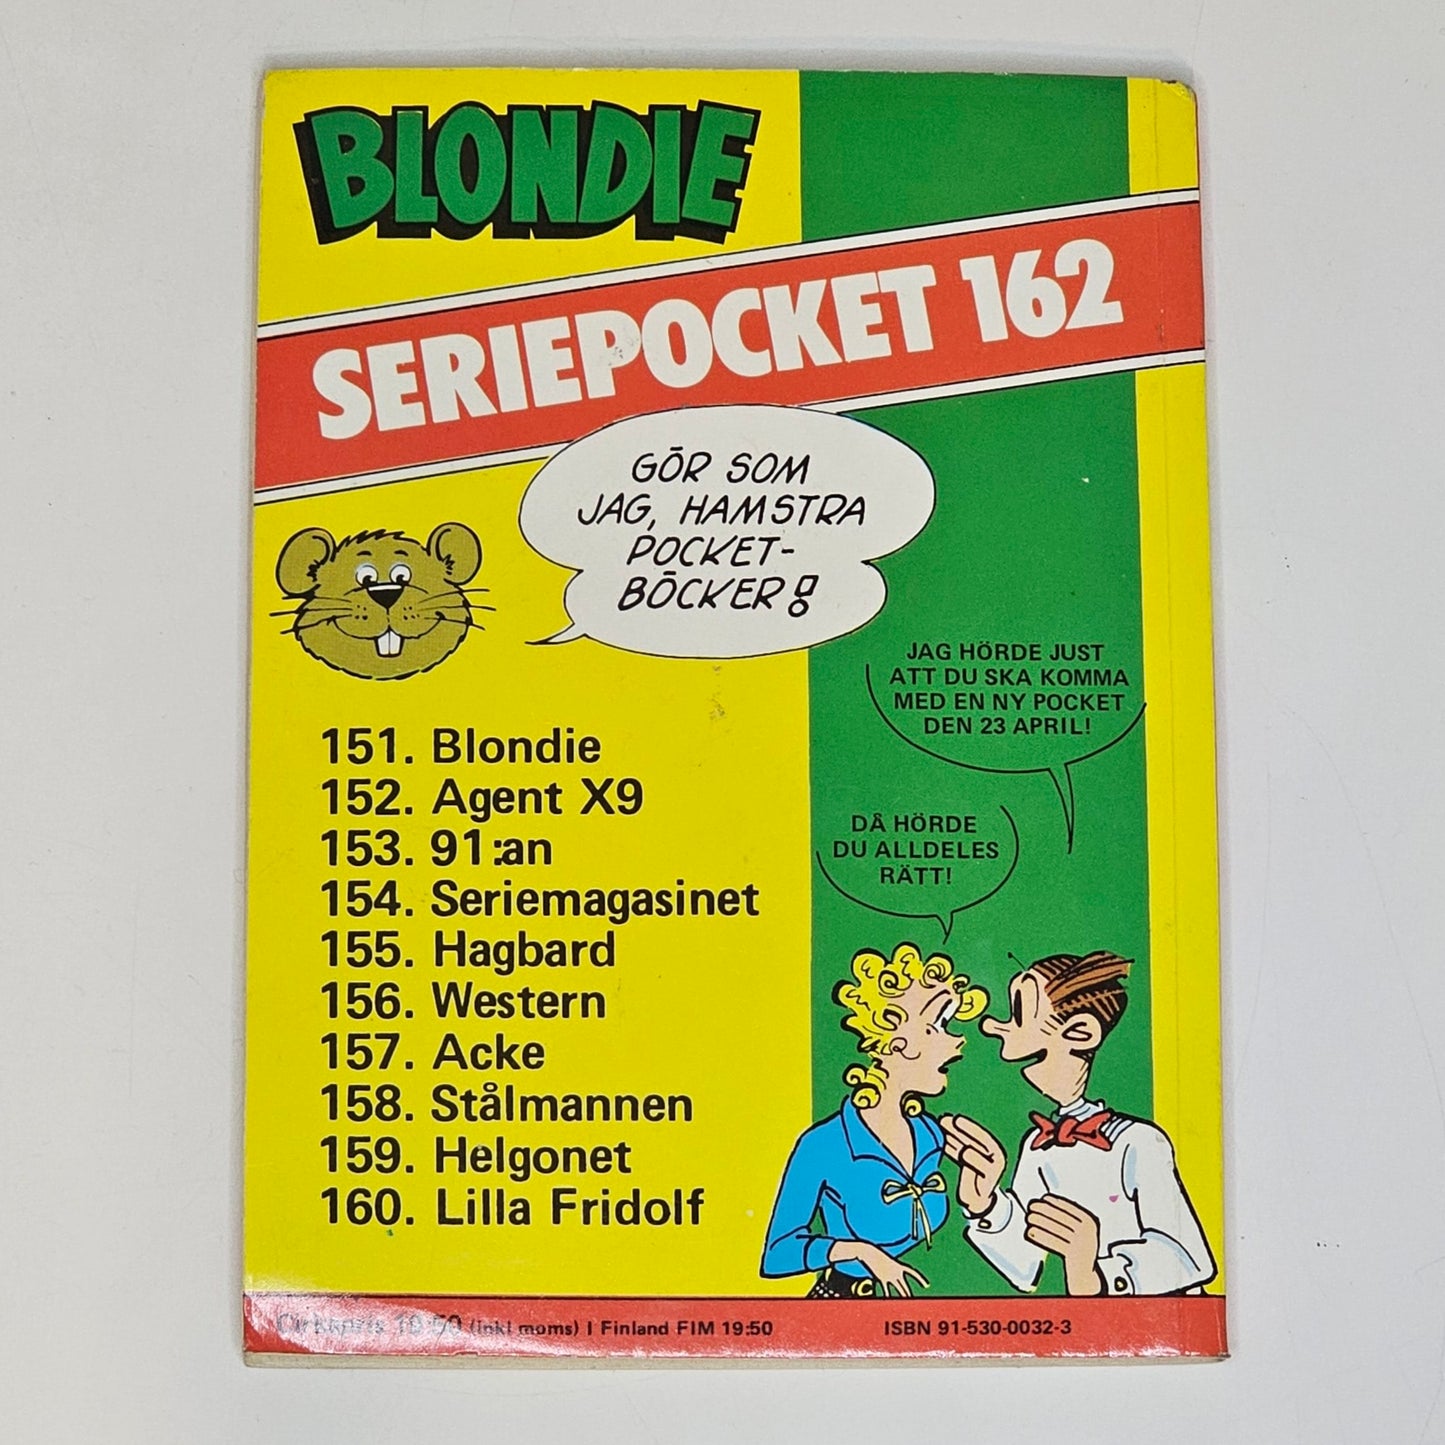 BLONDIE
SERIEPOCKET 162
GÖR SOM
JAG, HAMSTRA
POCKET-
BÖCKER!
JAG HÖRDE JUST
ATT DU SKA KOMMA
MED EN NY POCKET
DEN 23 APRIL!
DÅ HÖRDE
DU ALLDELES
RÄTT!
151. Blondie
152. Agent X9
153. 91:an
154. Seriemagasinet
155. Hagbard
156. Western
157. Acke
158. Stålmannen
159. Helgonet
160. Lilla Fridolf
(inkl moms) I Finland FIM 19:50
ISBN 91-530-0032-3